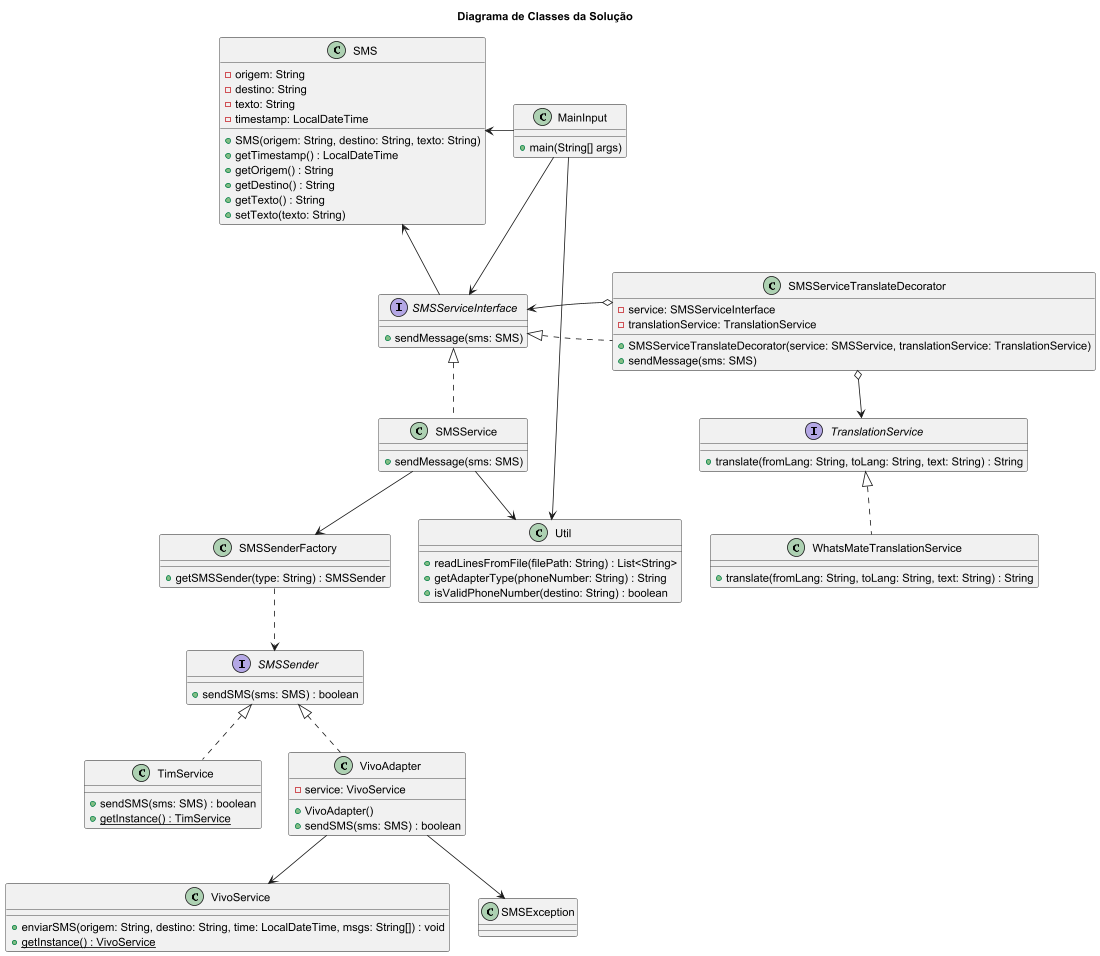 Diagrama de Classes da Solução
C SMS
origem: String
destino: String
texto: String
timestamp: LocalDateTime
SMS(origem: String, destino: String, texto: String)
getTimestamp() : LocalDateTime
getOrigem() : String
getDestino() : String
getTexto() : String
setTexto(texto: String)
C MainInput
main(String[] args)
I SMSServiceInterface
sendMessage(sms: SMS)
C SMSServiceTranslateDecorator
service: SMSServiceInterface
translationService: TranslationService
SMSServiceTranslateDecorator(service: SMSService, translationService: TranslationService)
sendMessage(sms: SMS)
C SMSService
sendMessage(sms: SMS)
I TranslationService
translate(fromLang: String, toLang: String, text: String) : String
C SMSSenderFactory
getSMSSender(type: String) : SMSSender
C Util
readLinesFromFile(filePath: String) : List<String>
getAdapterType(phoneNumber: String) : String
isValidPhoneNumber(destino: String) : boolean
C WhatsMateTranslationService
translate(fromLang: String, toLang: String, text: String) : String
I SMSSender
sendSMS(sms: SMS) : boolean
C TimService
sendSMS(sms: SMS) : boolean
getInstance() : TimService
C VivoAdapter
service: VivoService
VivoAdapter()
sendSMS(sms: SMS) : boolean
C VivoService
enviarSMS(origem: String, destino: String, time: LocalDateTime, msgs: String[]) : void
getInstance() : VivoService
C SMSException